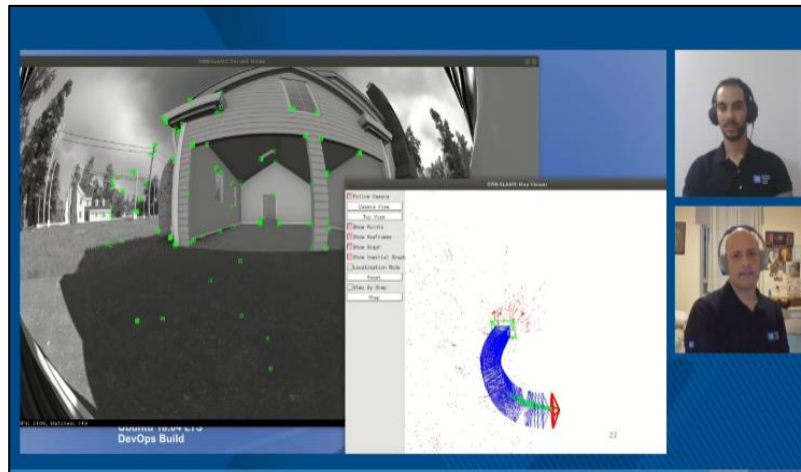 ORB-SLAM3: Current Frame
ORB-SLAM3: Map Viewer
Follow Camera
Camera View
Top View
Show Points
Show KeyFrames
Show Graph
Show Inertial Graph
Localization Mode
Reset
Step By Step
Step
22
Ubuntu 18.04 LTS
DevOps Build